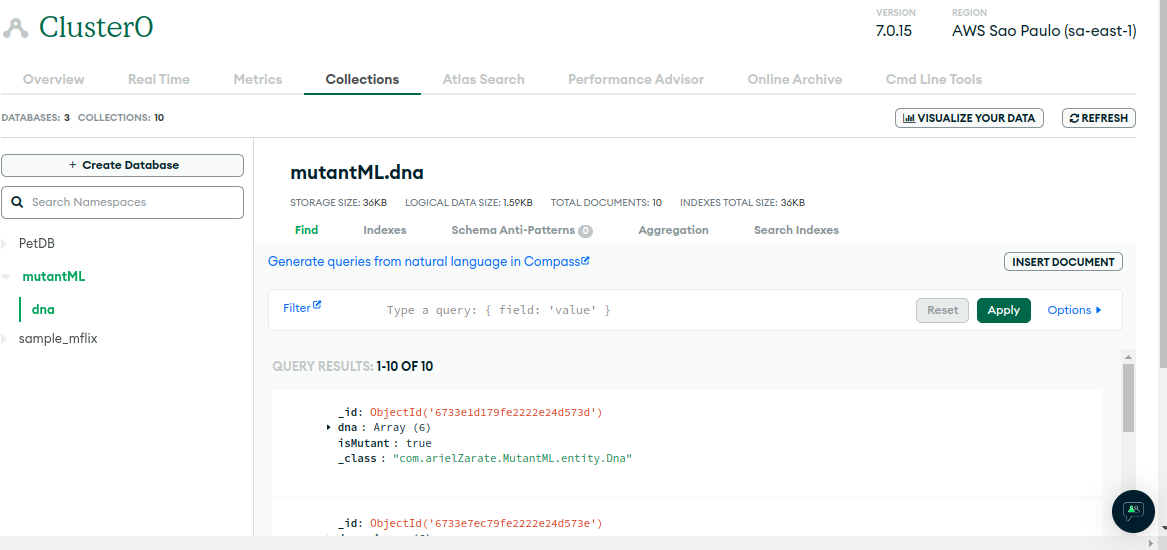 Cluster0
VERSION
7.0.15
REGION
AWS Sao Paulo (sa-east-1)
Overview
Real Time
Metrics
Collections
Atlas Search
Performance Advisor
Online Archive
Cmd Line Tools
DATABASES: 3 COLLECTIONS: 10
VISUALIZE YOUR DATA
REFRESH
+ Create Database
Search Namespaces
PetDB
mutantML
dna
sample_mflix
mutantML.dna
STORAGE SIZE: 36KB LOGICAL DATA SIZE: 1.59KB TOTAL DOCUMENTS: 10 INDEXES TOTAL SIZE: 36KB
Find
Indexes
Schema Anti-Patterns 0
Aggregation
Search Indexes
Generate queries from natural language in Compass
INSERT DOCUMENT
Filter
Type a query: { field: 'value' }
Reset
Apply
Options
QUERY RESULTS: 1-10 OF 10
_id: ObjectId('6733e1d179fe2222e24d573d')
dna: Array (6)
isMutant: true
_class: "com.arielZarate.MutantML.entity.Dna"
_id: ObjectId('6733e7ec79fe2222e24d573e')